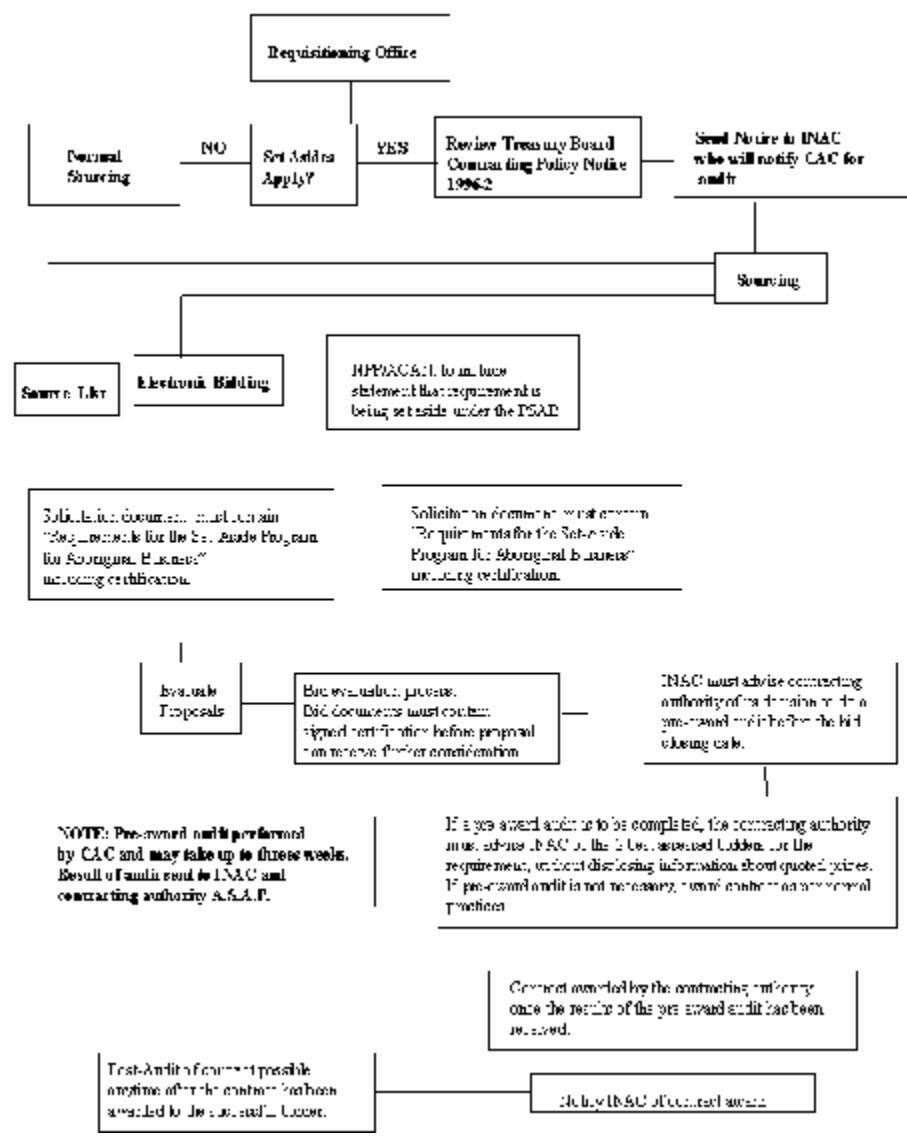 Requisitioning Office
Normal
Sourcing
NO
Set Asides
Apply?
YES
Review Treasury Board
Contracting Policy Notice
1996-2
Send Notice to INAC
who will notify CAC for
audit
Sourcing
Source List
Electronic Bidding
to include
statement that requirement is
being set aside under the PSAB
Solicitation document must contain
"Requirements for the Set-Aside Program
for Aboriginal Business"
including certification.
Solicitation document must contain
"Requirements for the Set-Aside
Program for Aboriginal Business"
including certification.
Evaluate
Proposals
Bid evaluation process.
Bid documents must contain
signed certification before proposal
can receive further consideration
INAC must advise contracting
authority of its decision to do a
pre-award audit before the bid
closing date.
NOTE: Pre-award audit performed
by CAC and may take up to threes weeks.
Result of audit sent to INAC and
contracting authority A.S.A.P.
If a pre-award audit is to be completed, the contracting authority
must advise INAC of the best assessed bidders for the
requirement, without disclosing information about quoted prices.
If pre-award audit is not necessary, award contract as per normal
practices
Contract awarded by the contracting authority
once the results of the pre-award audit has been
received.
Post-Audit of contract possible
anytime after the contract has been
awarded to the successful bidder.
Notify INAC of contract award